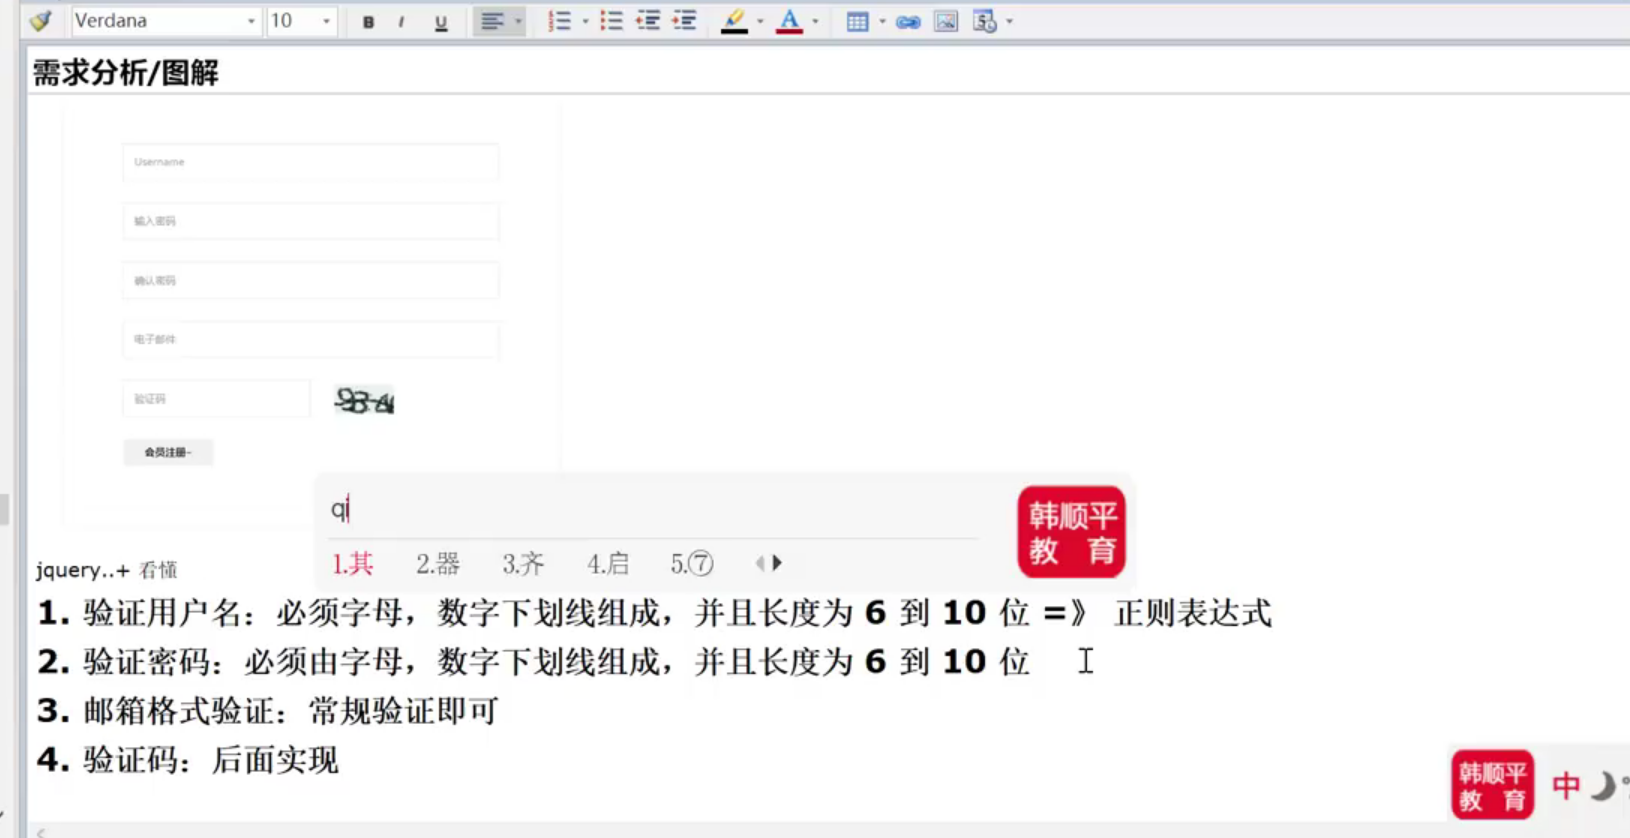 Verdana 10 B I U
需求分析/图解
Username
输入密码
确认密码
电子邮件
验证码
会员注册~
qi
1.其 2.器 3.齐 4.启 5.⑦
韩顺平
教 育
jquery..+ 看懂
1. 验证用户名：必须字母，数字下划线组成，并且长度为 6 到 10 位 =》 正则表达式
2. 验证密码：必须由字母，数字下划线组成，并且长度为 6 到 10 位
3. 邮箱格式验证：常规验证即可
4. 验证码：后面实现
韩顺平
教 育
中